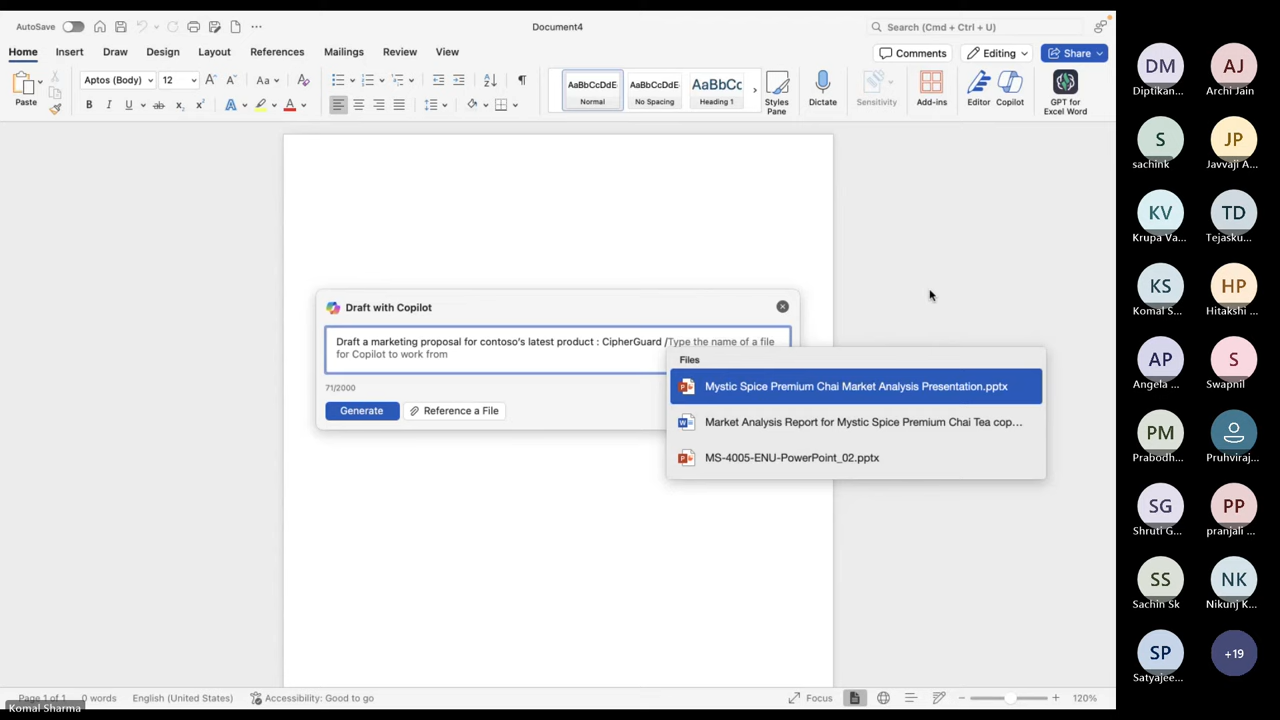 AutoSave
Document4
Search (Cmd + Ctrl + U)
Home Insert Draw Design Layout References Mailings Review View
Comments Editing Share
Paste
Aptos (Body) 12
AaBbCcDdE
Normal
AaBbCcDdE
No Spacing
AaBbCc
Heading 1
Styles
Pane
Dictate
Sensitivity
Add-ins
Editor
Copilot
GPT for
Excel Word
Draft with Copilot
Draft a marketing proposal for contoso's latest product : CipherGuard /Type the name of a file
for Copilot to work from
71/2000
Generate
Reference a File
Files
Mystic Spice Premium Chai Market Analysis Presentation.pptx
Market Analysis Report for Mystic Spice Premium Chai Tea cop...
MS-4005-ENU-PowerPoint_02.pptx
Page 1 of 1 0 words English (United States) Accessibility: Good to go
Focus
120%
Komal Sharma
DM
Diptikan...
AJ
Archi Jain
S
sachink
JP
Javvaji A...
KV
Krupa Va...
TD
Tejasku...
KS
Komal S...
HP
Hitakshi ...
AP
Angela ...
S
Swapnil
PM
Prabodh...
Pruhviraj...
SG
Shruti G...
PP
pranjali ...
SS
Sachin Sk
NK
Nikunj K...
SP
Satyajee...
+19